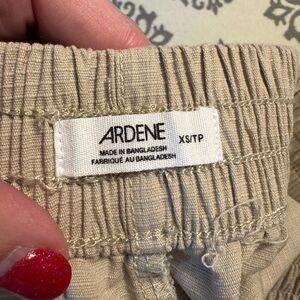 ARDENE XS/TP
MADE IN BANGLADESH
FABRIQUÉ AU BANGLADESH